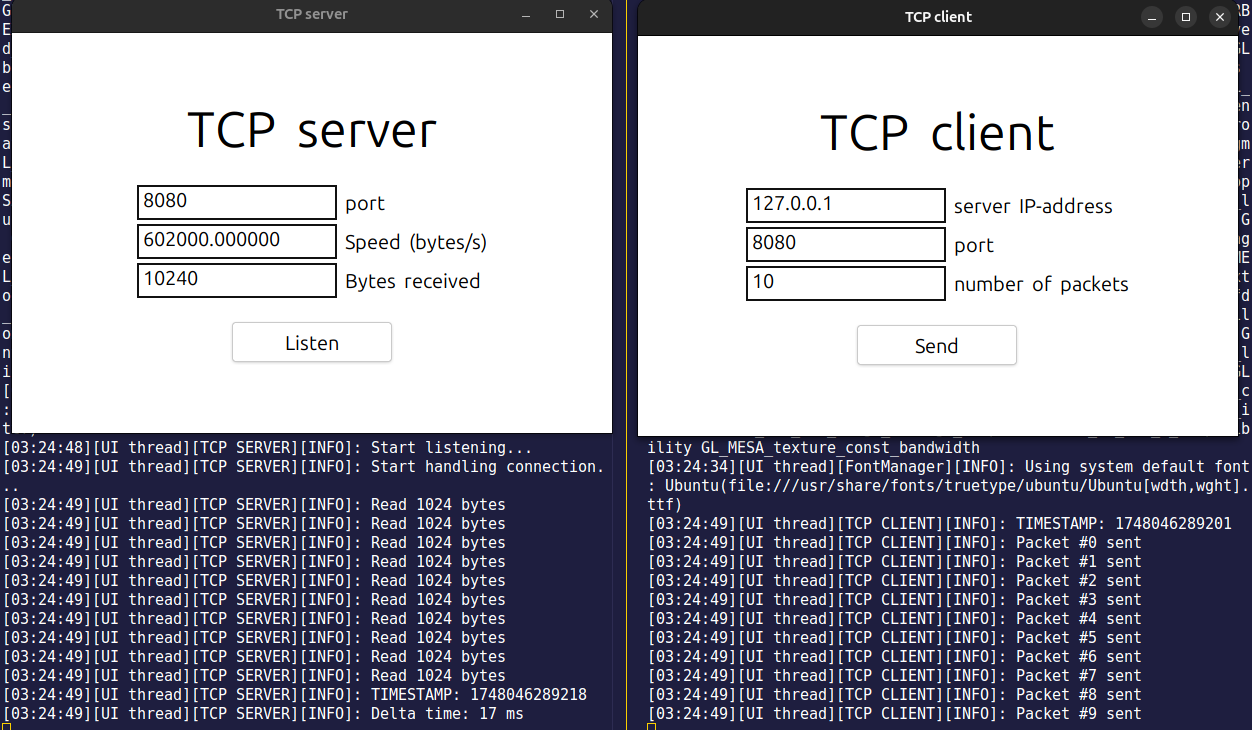 TCP server
TCP server
8080 port
602000.000000 Speed (bytes/s)
10240 Bytes received
Listen
[03:24:48][UI thread][TCP SERVER][INFO]: Start listening...
[03:24:49][UI thread][TCP SERVER][INFO]: Start handling connection.
..
[03:24:49][UI thread][TCP SERVER][INFO]: Read 1024 bytes
[03:24:49][UI thread][TCP SERVER][INFO]: Read 1024 bytes
[03:24:49][UI thread][TCP SERVER][INFO]: Read 1024 bytes
[03:24:49][UI thread][TCP SERVER][INFO]: Read 1024 bytes
[03:24:49][UI thread][TCP SERVER][INFO]: Read 1024 bytes
[03:24:49][UI thread][TCP SERVER][INFO]: Read 1024 bytes
[03:24:49][UI thread][TCP SERVER][INFO]: Read 1024 bytes
[03:24:49][UI thread][TCP SERVER][INFO]: Read 1024 bytes
[03:24:49][UI thread][TCP SERVER][INFO]: Read 1024 bytes
[03:24:49][UI thread][TCP SERVER][INFO]: Read 1024 bytes
[03:24:49][UI thread][TCP SERVER][INFO]: TIMESTAMP: 1748046289218
[03:24:49][UI thread][TCP SERVER][INFO]: Delta time: 17 ms
TCP client
TCP client
127.0.0.1 server IP-address
8080 port
10 number of packets
Send
ility GL_MESA_texture_const_bandwidth
[03:24:34][UI thread][FontManager][INFO]: Using system default font
: Ubuntu(file:///usr/share/fonts/truetype/ubuntu/Ubuntu[wdth,wght].
ttf)
[03:24:49][UI thread][TCP CLIENT][INFO]: TIMESTAMP: 1748046289201
[03:24:49][UI thread][TCP CLIENT][INFO]: Packet #0 sent
[03:24:49][UI thread][TCP CLIENT][INFO]: Packet #1 sent
[03:24:49][UI thread][TCP CLIENT][INFO]: Packet #2 sent
[03:24:49][UI thread][TCP CLIENT][INFO]: Packet #3 sent
[03:24:49][UI thread][TCP CLIENT][INFO]: Packet #4 sent
[03:24:49][UI thread][TCP CLIENT][INFO]: Packet #5 sent
[03:24:49][UI thread][TCP CLIENT][INFO]: Packet #6 sent
[03:24:49][UI thread][TCP CLIENT][INFO]: Packet #7 sent
[03:24:49][UI thread][TCP CLIENT][INFO]: Packet #8 sent
[03:24:49][UI thread][TCP CLIENT][INFO]: Packet #9 sent